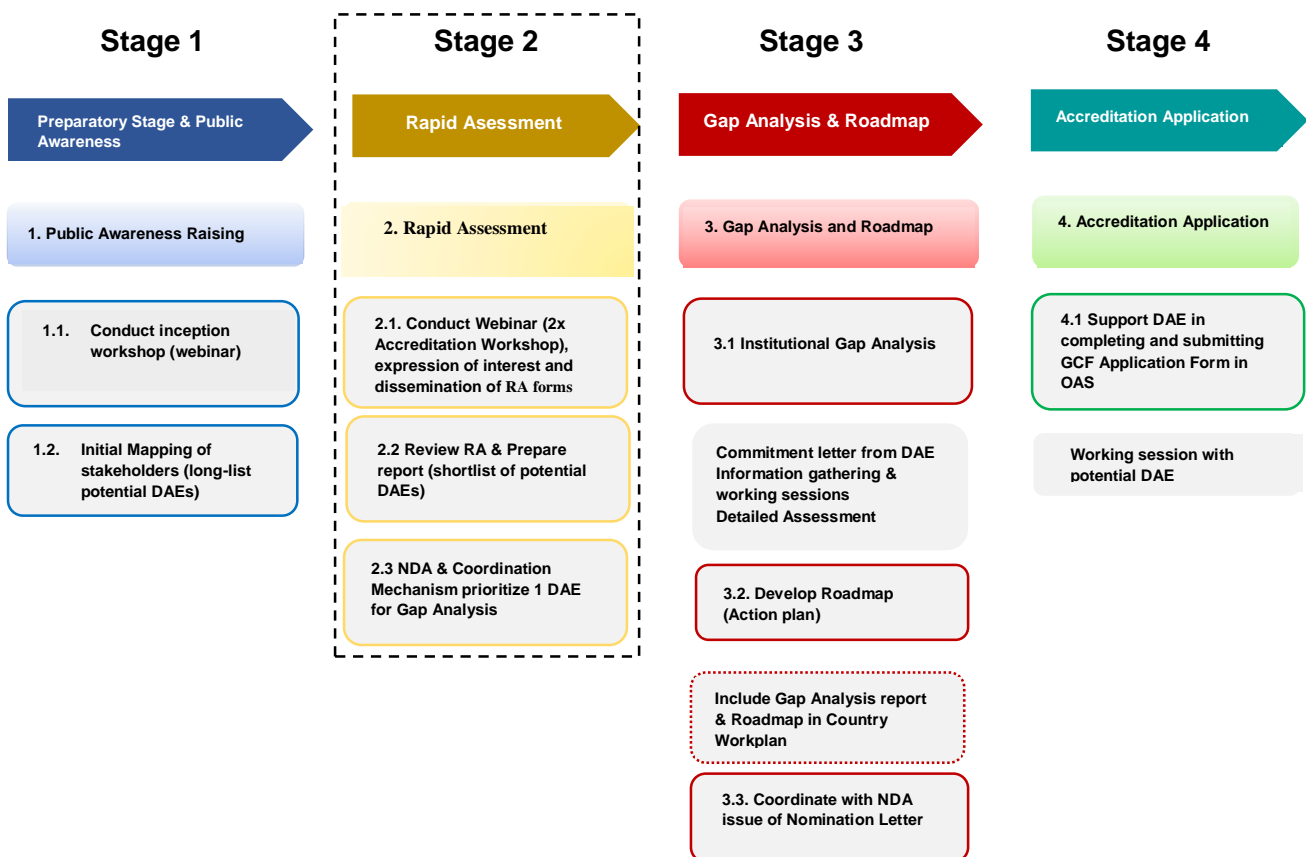 Stage 1
Preparatory Stage & Public
Awareness
1. Public Awareness Raising
1.1. Conduct inception
workshop (webinar)
1.2. Initial Mapping of
stakeholders (long-list
potential DAEs)
Stage 2
Rapid Asessment
2. Rapid Assessment
2.1. Conduct Webinar (2x
Accreditation Workshop),
expression of interest and
dissemination of RA forms
2.2 Review RA & Prepare
report (shortlist of potential
DAEs)
2.3 NDA & Coordination
Mechanism prioritize 1 DAE
for Gap Analysis
Stage 3
Gap Analysis & Roadmap
3. Gap Analysis and Roadmap
3.1 Institutional Gap Analysis
Commitment letter from DAE
Information gathering &
working sessions
Detailed Assessment
3.2. Develop Roadmap
(Action plan)
Include Gap Analysis report
& Roadmap in Country
Workplan
3.3. Coordinate with NDA
issue of Nomination Letter
Stage 4
Accreditation Application
4. Accreditation Application
4.1 Support DAE in
completing and submitting
GCF Application Form in
OAS
Working session with
potential DAE